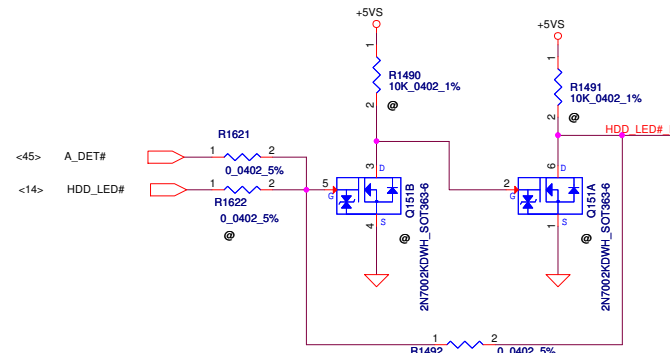 +5VS
+5VS
1
1
R1490
10K_0402_1%
R1491
10K_0402_1%
2
@
2
@
HDD_LED#_
R1621
<45> A_DET# 1 2
0_0402_5%
3 D
6 D
<14> HDD_LED# 1 2
5
G
2
G
R1622
0_0402_5%
@
4 S
1 S
Q151B
2N7002KDWH_SOT363-6
@
Q151A
2N7002KDWH_SOT363-6
@
1 2
R1492 0_0402_5%